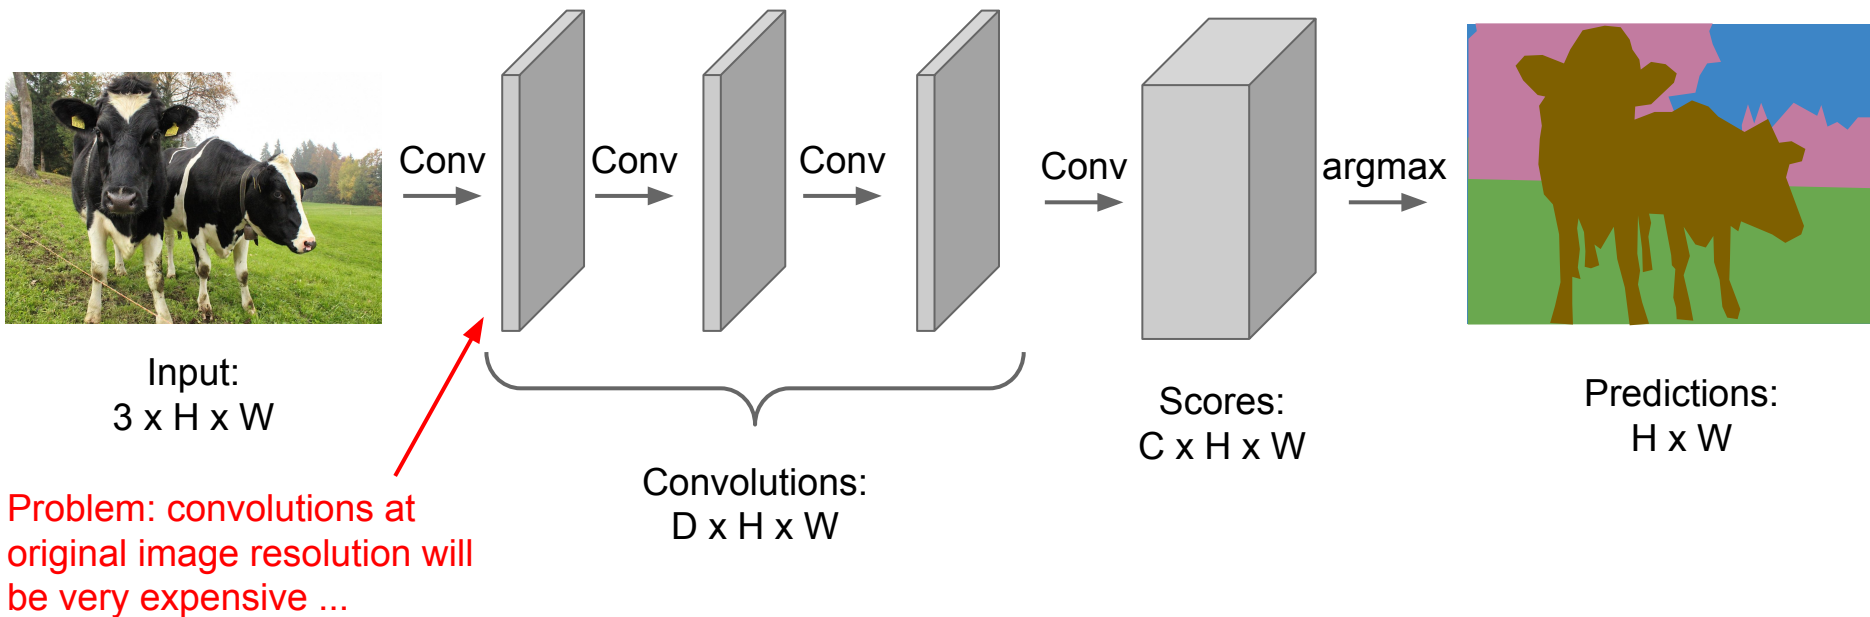 Conv
Conv
Conv
Conv
argmax
Input:
3 x H x W
Problem: convolutions at
original image resolution will
be very expensive ...
Convolutions:
D x H x W
Scores:
C x H x W
Predictions:
H x W